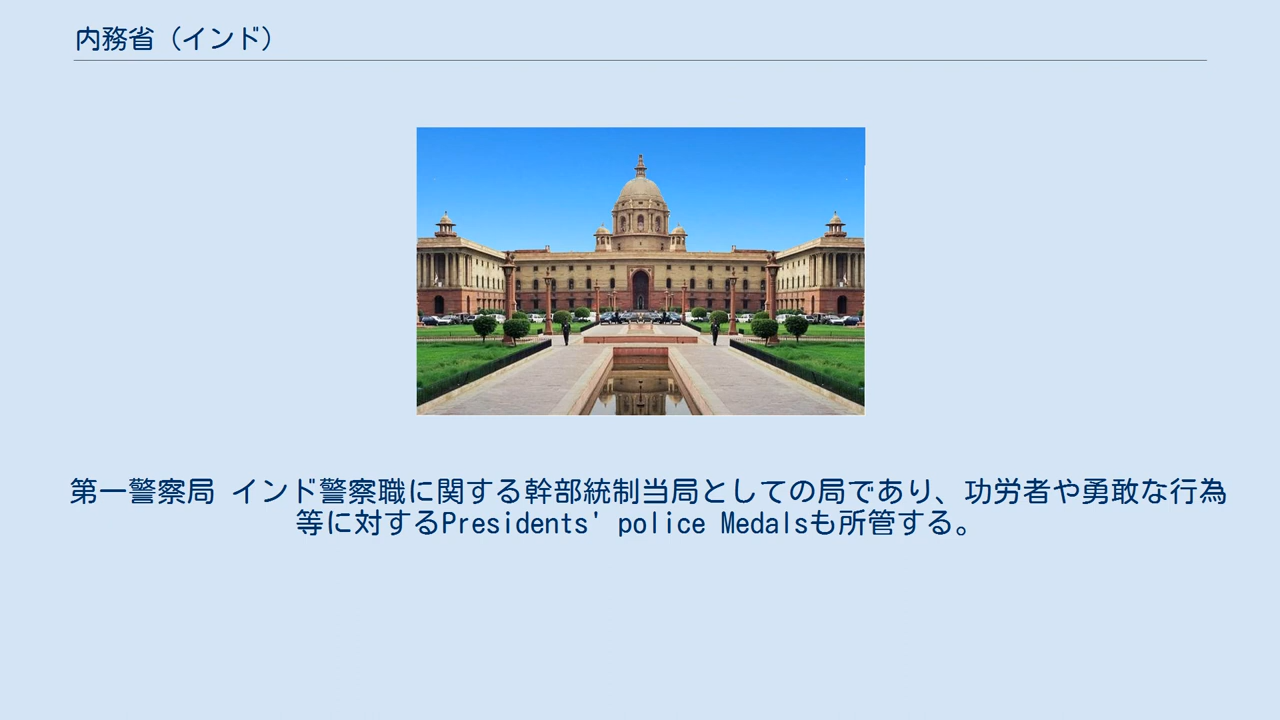 内務省（インド）
第一警察局 インド警察職に関する幹部統制当局としての局であり、功労者や勇敢な行為
等に対するPresidents' police Medalsも所管する。